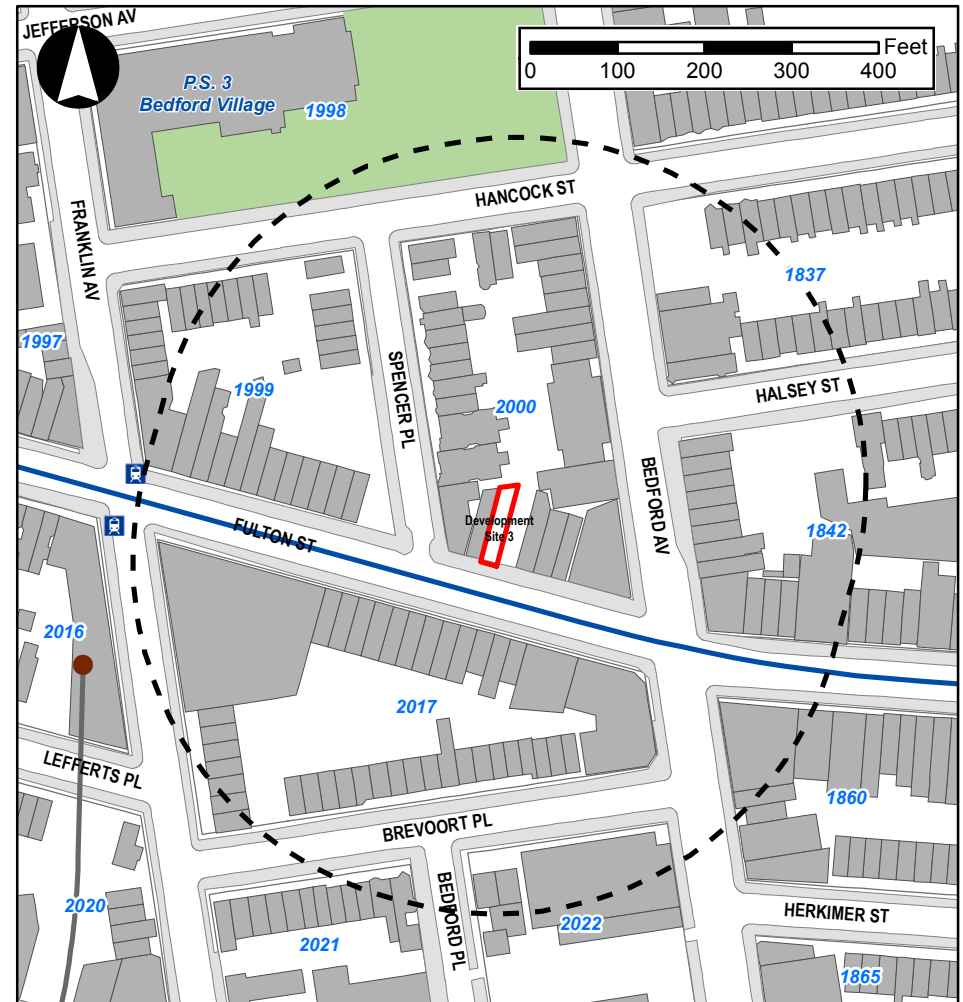 JEFFERSON AV
Feet
0 100 200 300 400
P.S. 3
Bedford Village
1998
HANCOCK ST
FRANKLIN AV
1837
1997
SPENCER PL
1999
HALSEY ST
2000
BEDFORD AV
Development
Site 3
FULTON ST
1842
2016
2017
LEFFERTS PL
1860
BREVOORT PL
BEDFORD PL
2020
HERKIMER ST
2022
2021
1865